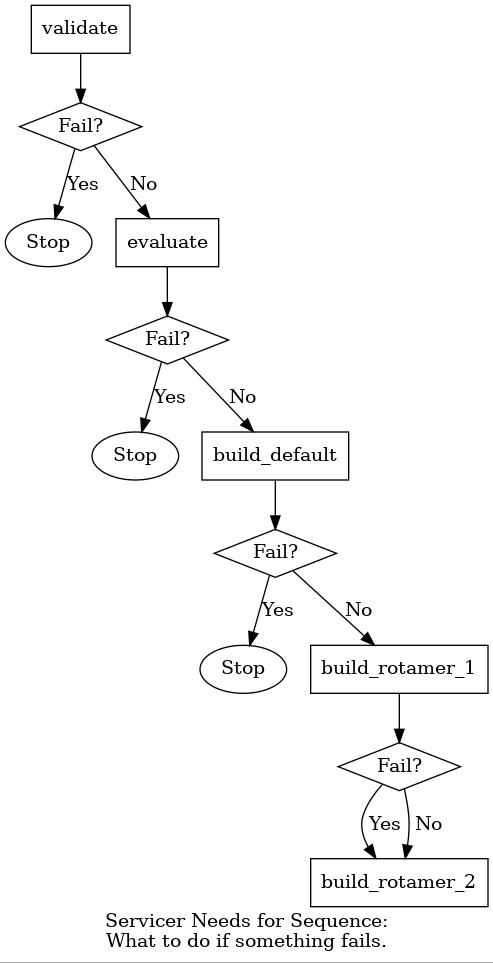 validate
Fail?
Yes
No
Stop
evaluate
Fail?
Yes
No
Stop
build_default
Fail?
Yes
No
Stop
build_rotamer_1
Fail?
Yes
No
build_rotamer_2
Servicer Needs for Sequence:
What to do if something fails.